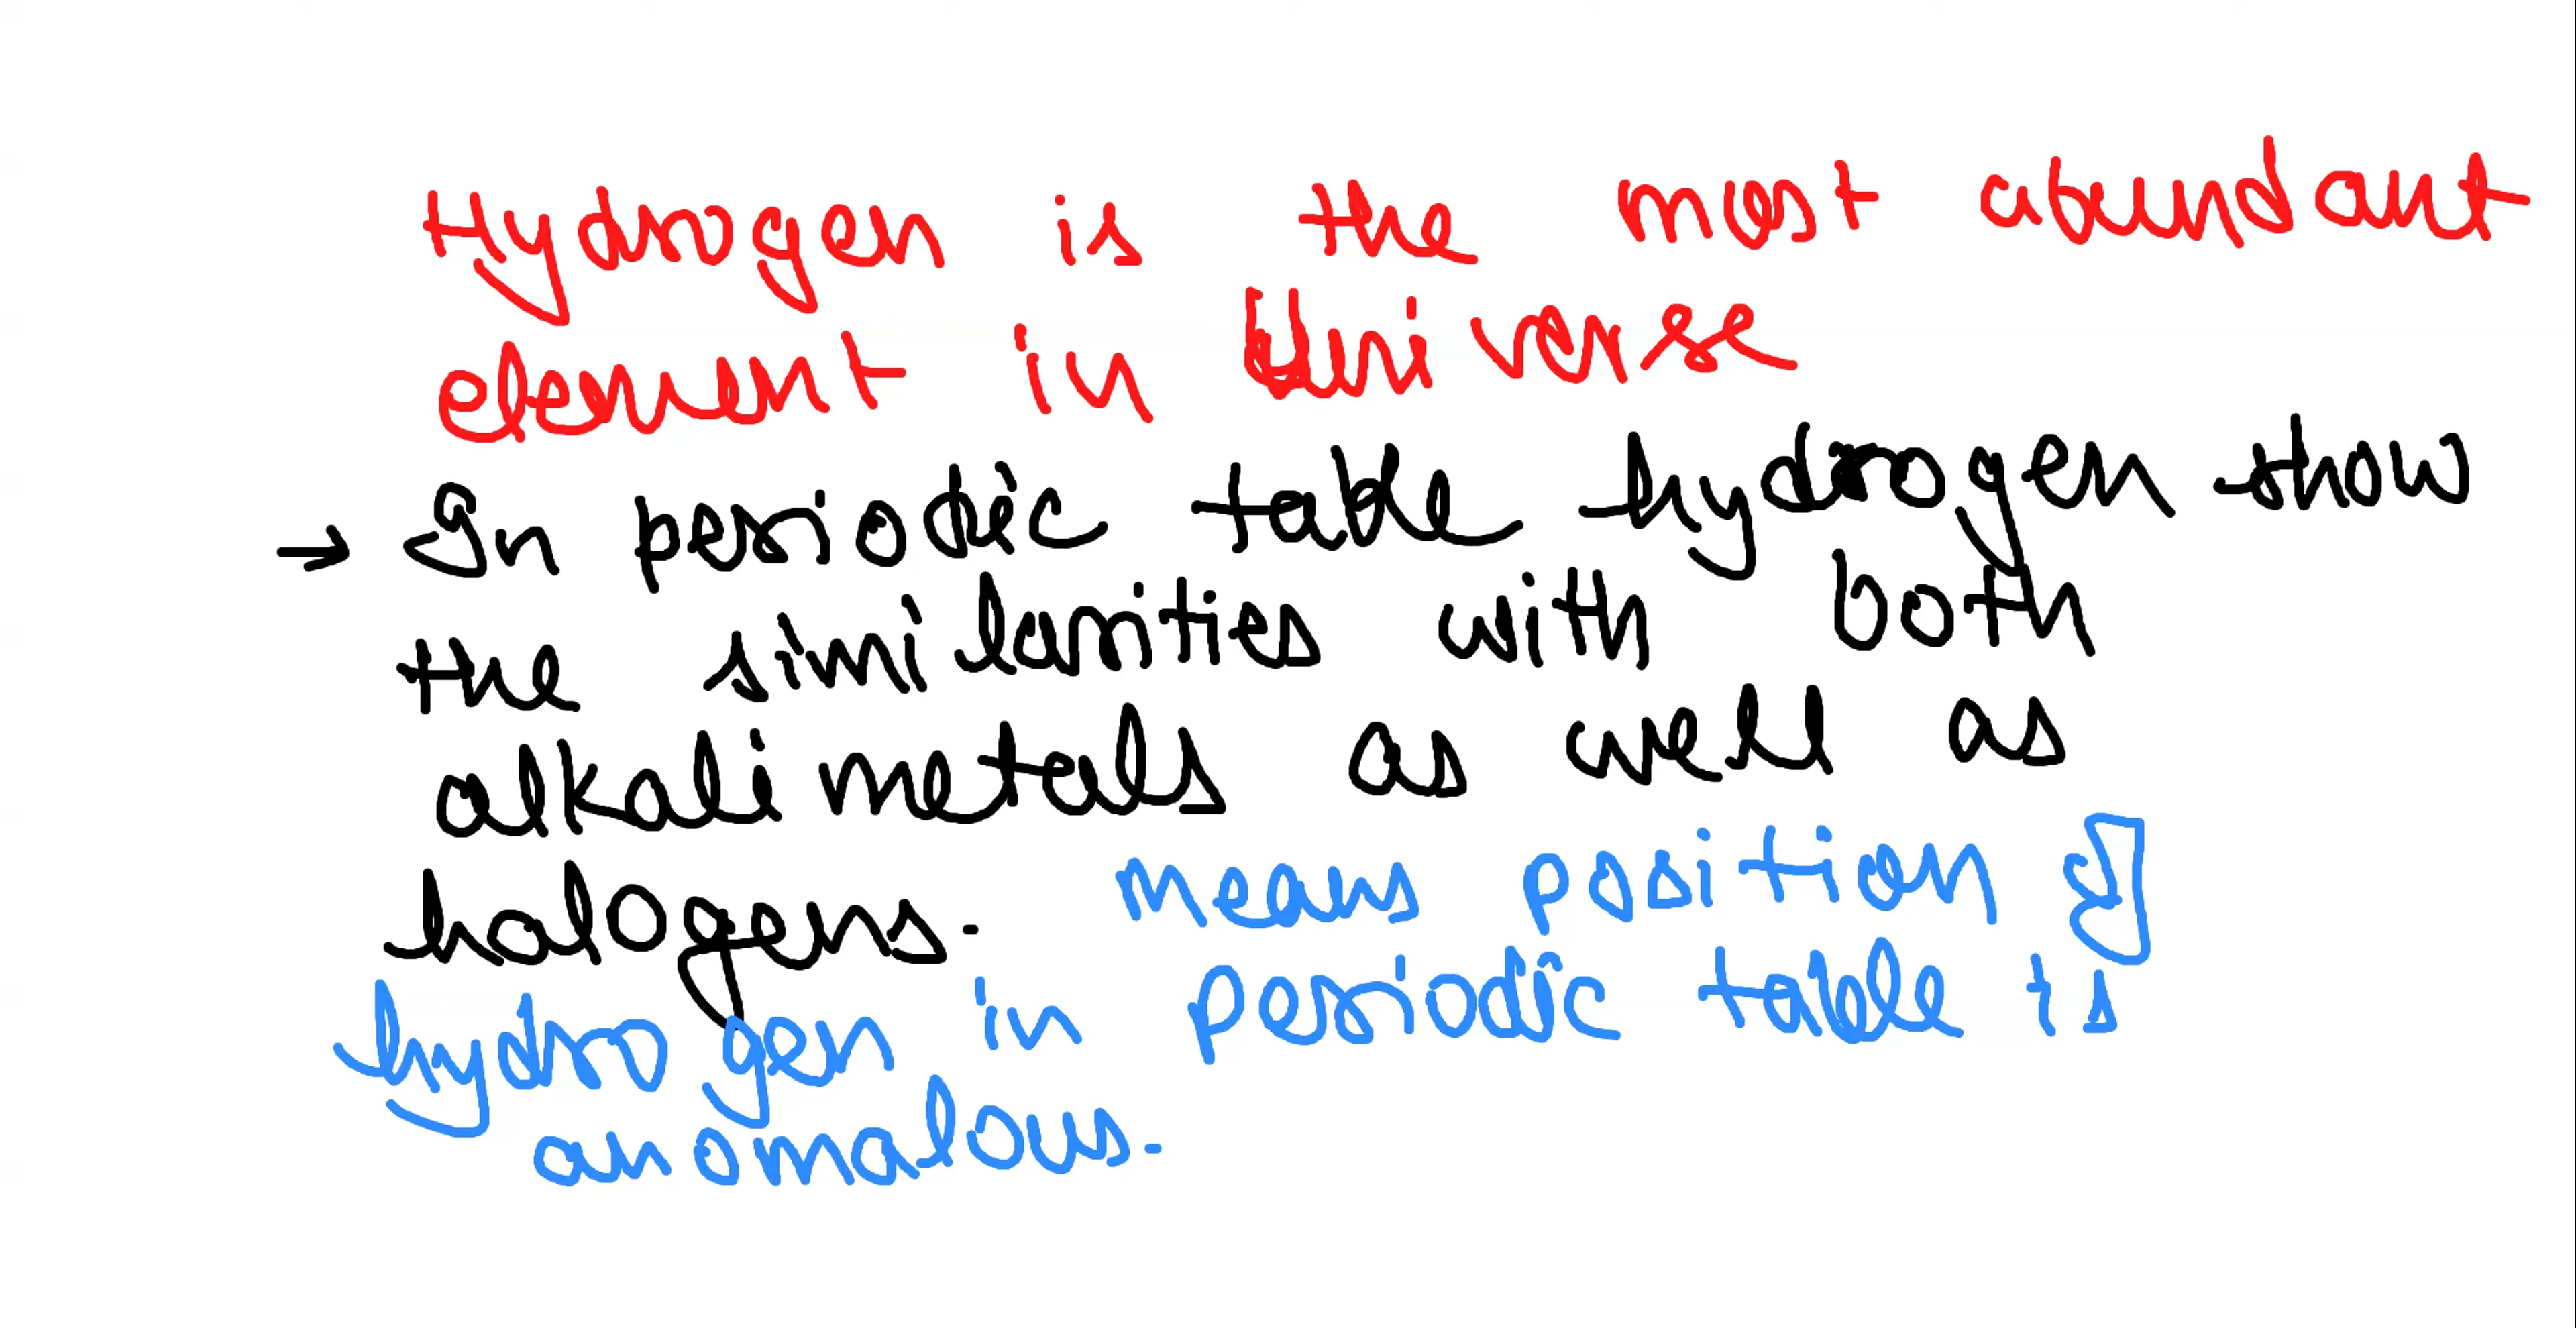 Hydrogen is the most abundant
element in Universe
→ In periodic table hydrogen show
the similarities with both
alkali metals as well as
halogens. means position of
hydrogen in periodic table is
anomalous.